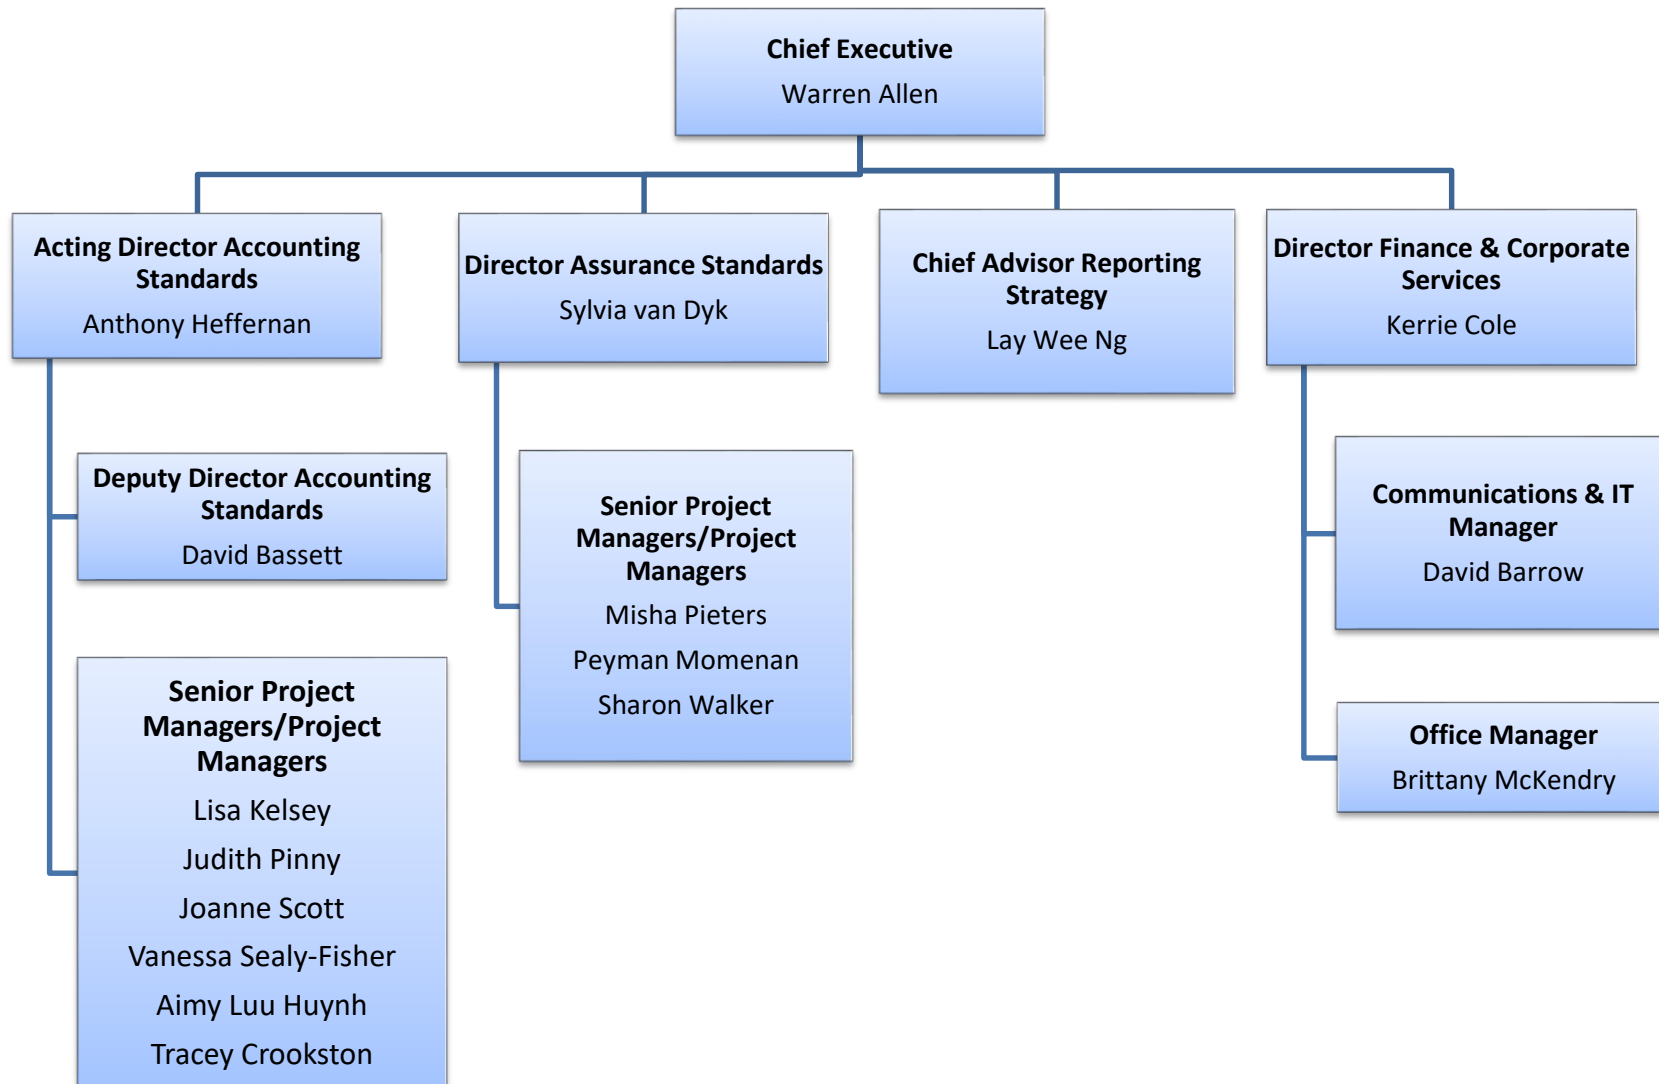 Chief Executive
Warren Allen
Acting Director Accounting
Standards
Anthony Heffernan
Director Assurance Standards
Sylvia van Dyk
Chief Advisor Reporting
Strategy
Lay Wee Ng
Director Finance & Corporate
Services
Kerrie Cole
Deputy Director Accounting
Standards
David Bassett
Senior Project
Managers/Project
Managers
Lisa Kelsey
Judith Pinny
Joanne Scott
Vanessa Sealy-Fisher
Aimy Luu Huynh
Tracey Crookston
Senior Project
Managers/Project
Managers
Misha Pieters
Peyman Momenan
Sharon Walker
Communications & IT
Manager
David Barrow
Office Manager
Brittany McKendry